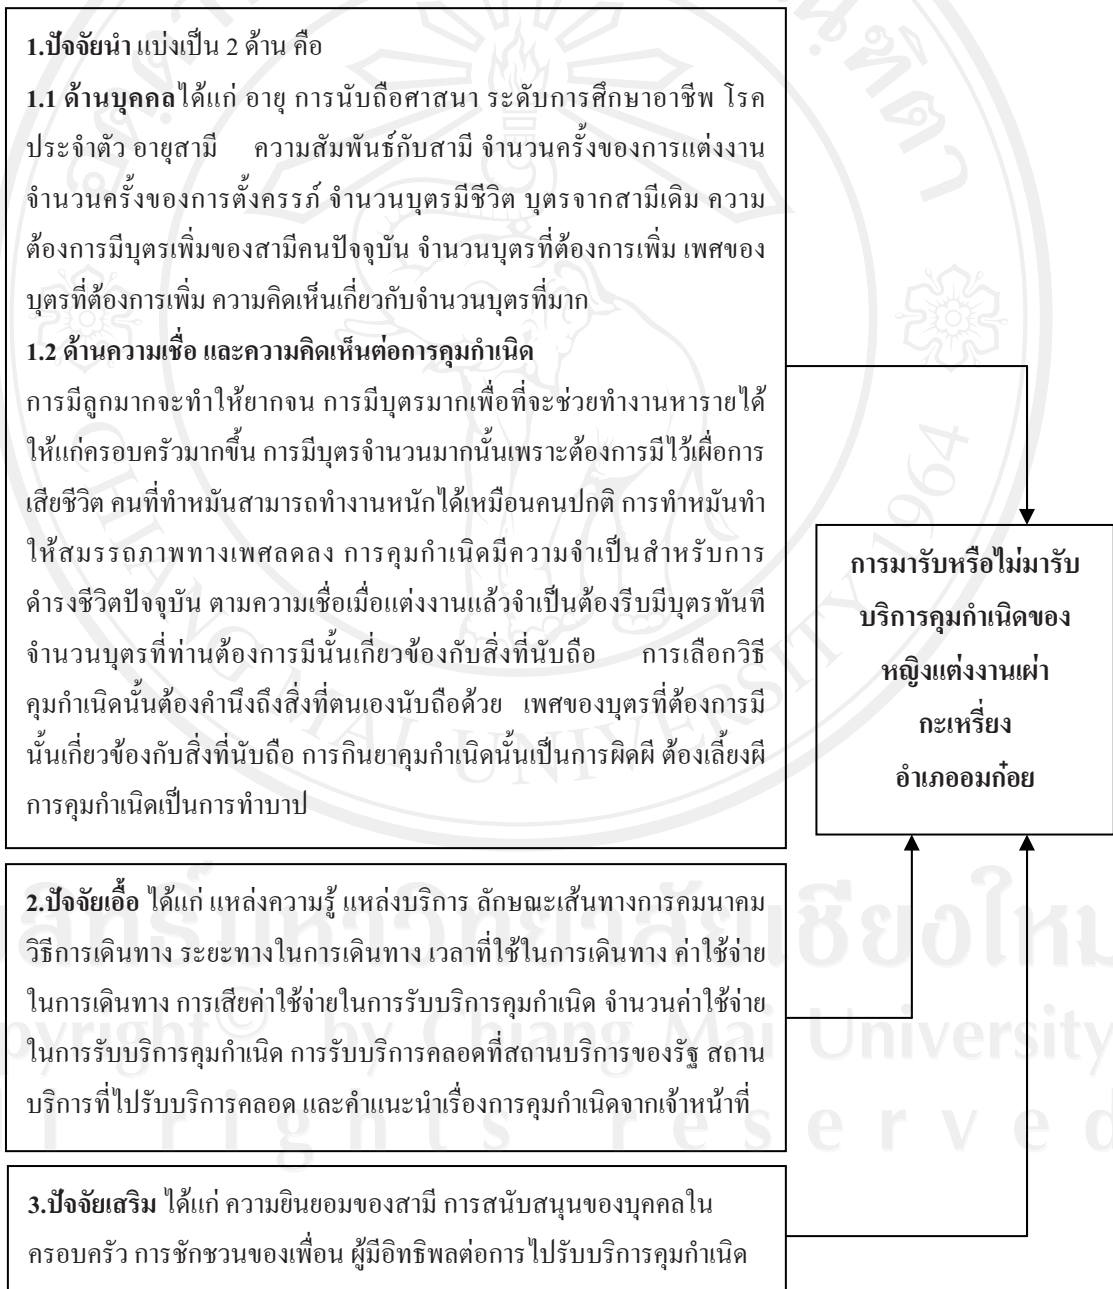 1.ปัจจัยนำ แบ่งเป็น 2 ด้าน คือ
1.1 ด้านบุคคลได้แก่ อายุ การนับถือศาสนา ระดับการศึกษาอาชีพ โรค
ประจำตัว อายุสามี ความสัมพันธ์กับสามี จำนวนครั้งของการแต่งงาน
จำนวนครั้งของการตั้งครรภ์ จำนวนบุตรมีชีวิต บุตรจากสามีเดิม ความ
ต้องการมีบุตรเพิ่มของสามีคนปัจจุบัน จำนวนบุตรที่ต้องการเพิ่ม เพศของ
บุตรที่ต้องการเพิ่ม ความคิดเห็นเกี่ยวกับจำนวนบุตรที่มาก
1.2 ด้านความเชื่อ และความคิดเห็นต่อการคุมกำเนิด
การมีลูกมากจะทำให้ยากจน การมีบุตรมากเพื่อที่จะช่วยทำงานหารายได้
ให้แก่ครอบครัวมากขึ้น การมีบุตรจำนวนมากนั้นเพราะต้องการมีไว้เผื่อการ
เสียชีวิต คนที่ทำหมันสามารถทำงานหนักได้เหมือนคนปกติ การทำหมันทำ
ให้สมรรถภาพทางเพศลดลง การคุมกำเนิดมีความจำเป็นสำหรับการ
ดำรงชีวิตปัจจุบัน ตามความเชื่อเมื่อแต่งงานแล้วจำเป็นต้องรีบมีบุตรทันที
จำนวนบุตรที่ท่านต้องการมีนั้นเกี่ยวข้องกับสิ่งที่นับถือ การเลือกวิธี
คุมกำเนิดนั้นต้องคำนึงถึงสิ่งที่ตนเองนับถือด้วย เพศของบุตรที่ต้องการมี
นั้นเกี่ยวข้องกับสิ่งที่นับถือ การกินยาคุมกำเนิดนั้นเป็นการผิดผี ต้องเลี้ยงผี
การคุมกำเนิดเป็นการทำบาป
การมารับหรือไม่มารับ
บริการคุมกำเนิดของ
หญิงแต่งงานเผ่า
กะเหรี่ยง
อำเภออมก๋อย
2.ปัจจัยเอื้อ ได้แก่ แหล่งความรู้ แหล่งบริการ ลักษณะเส้นทางการคมนาคม
วิธีการเดินทาง ระยะทางในการเดินทาง เวลาที่ใช้ในการเดินทาง ค่าใช้จ่าย
ในการเดินทาง การเสียค่าใช้จ่ายในการรับบริการคุมกำเนิด จำนวนค่าใช้จ่าย
ในการรับบริการคุมกำเนิด การรับบริการคลอดที่สถานบริการของรัฐ สถาน
บริการที่ไปรับบริการคลอด และคำแนะนำเรื่องการคุมกำเนิดจากเจ้าหน้าที่
3.ปัจจัยเสริม ได้แก่ ความยินยอมของสามี การสนับสนุนของบุคคลใน
ครอบครัว การชักชวนของเพื่อน ผู้มีอิทธิพลต่อการไปรับบริการคุมกำเนิด
CHIANG MAI UNIVERSITY 1964
by Chiang Mai University
rights reserved